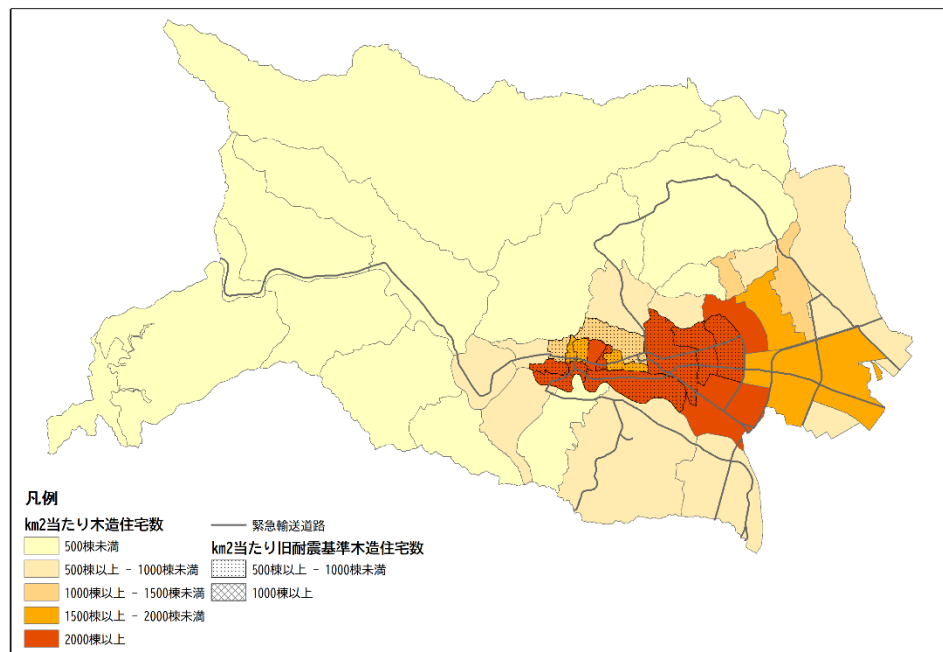 凡例
km2当たり木造住宅数
500棟未満
500棟以上 - 1000棟未満
1000棟以上 - 1500棟未満
1500棟以上 - 2000棟未満
2000棟以上
緊急輸送道路
km2当たり旧耐震基準木造住宅数
500棟以上 - 1000棟未満
1000棟以上